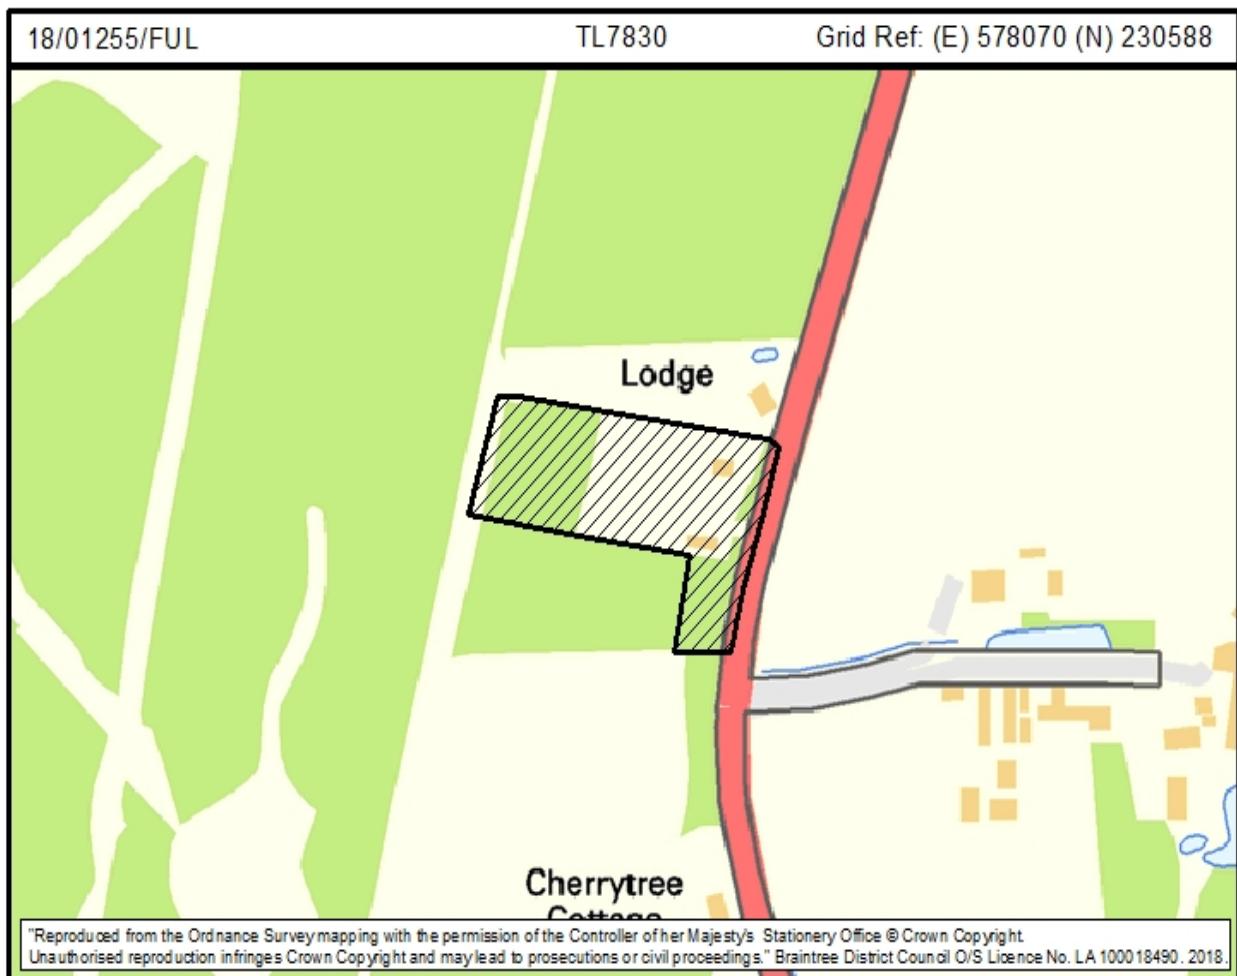 18/01255/FUL TL7830 Grid Ref: (E) 578070 (N) 230588
Lodge
Cherrytree
Cottage
"Reproduced from the Ordnance Survey mapping with the permission of the Controller of her Majesty's Stationery Office © Crown Copyright.
Unauthorised reproduction infringes Crown Copyright and may lead to prosecutions or civil proceedings." Braintree District Council O/S Licence No. LA 100018490. 2018.